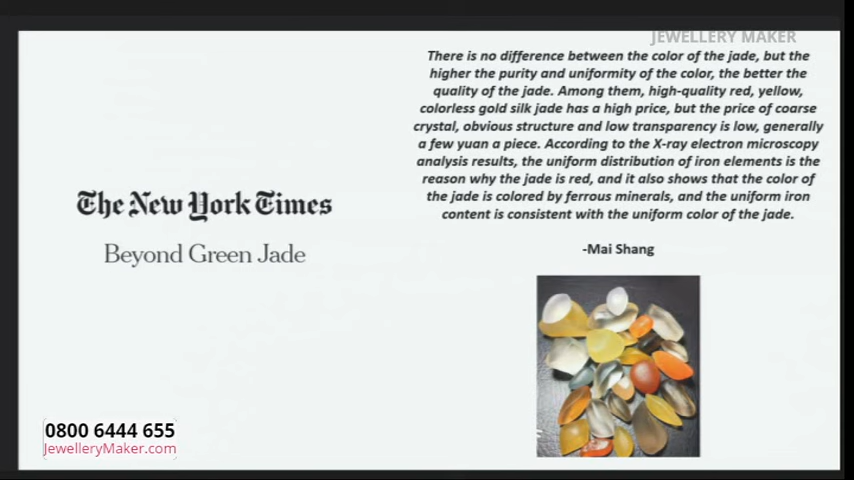 JEWELLERY MAKER
There is no difference between the color of the jade, but the
higher the purity and uniformity of the color, the better the
quality of the jade. Among them, high-quality red, yellow,
colorless gold silk jade has a high price, but the price of coarse
crystal, obvious structure and low transparency is low, generally
a few yuan a piece. According to the X-ray electron microscopy
analysis results, the uniform distribution of iron elements is the
reason why the jade is red, and it also shows that the color of
the jade is colored by ferrous minerals, and the uniform iron
content is consistent with the uniform color of the jade.
-Mai Shang
The New York Times
Beyond Green Jade
0800 6444 655
JewelleryMaker.com